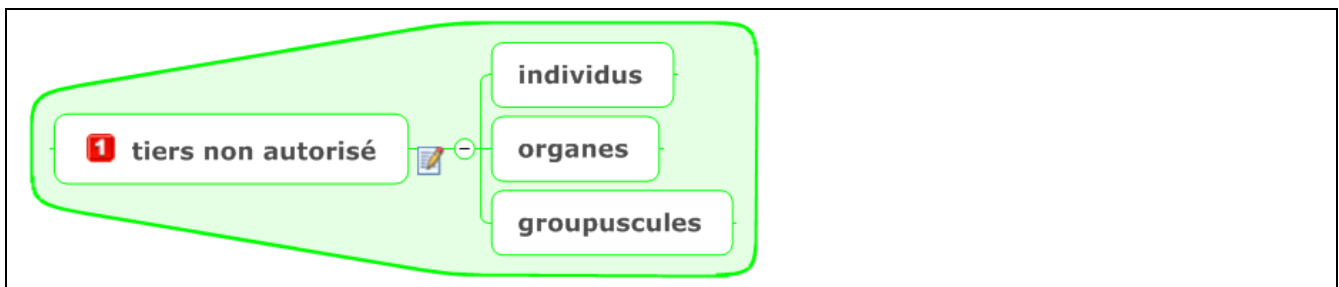 1 tiers non autorisé
individus
organes
groupuscules